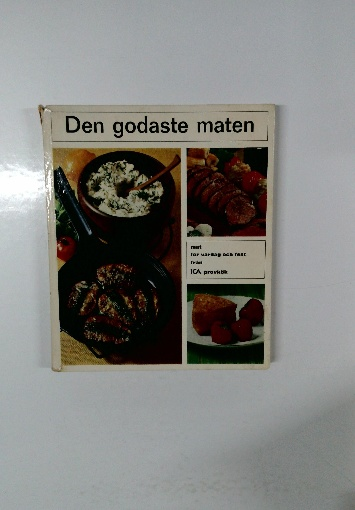 Den godaste maten
mat
för vardag och fest
från
ICA provkök